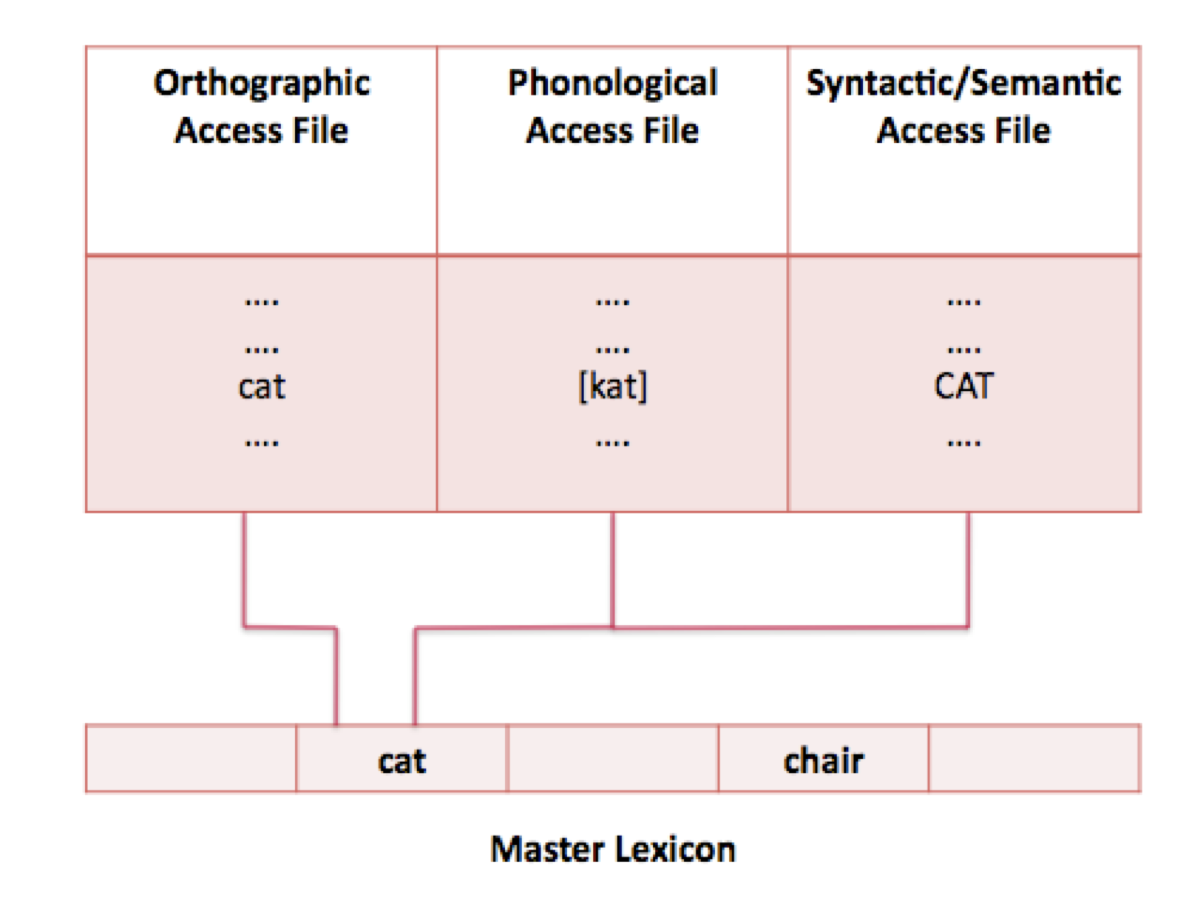 Orthographic
Access File
Phonological
Access File
Syntactic/Semantic
Access File
....
....
cat
....
....
....
[kat]
....
....
....
CAT
....
cat
chair
Master Lexicon